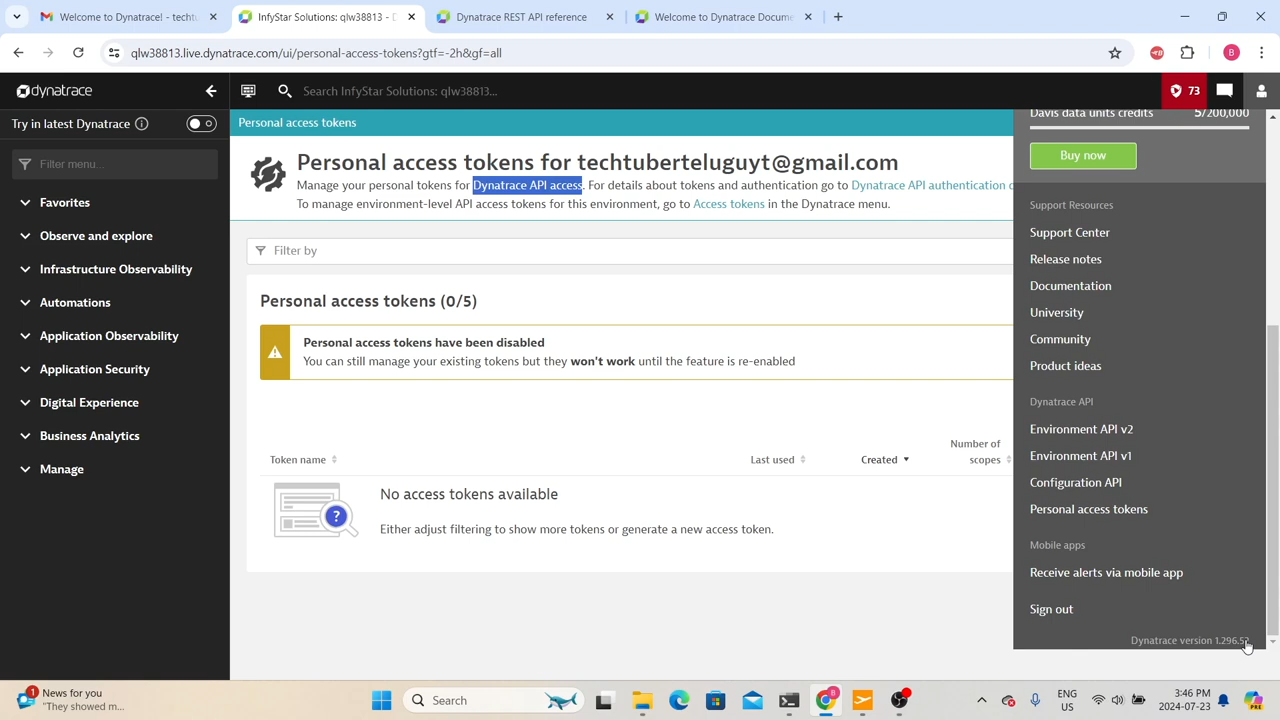 Welcome to Dynatrace! - techtu
InfyStar Solutions: qlw38813 - D
Dynatrace REST API reference
Welcome to Dynatrace Docume
qlw38813.live.dynatrace.com/ui/personal-access-tokens?gtf=-2h&gf=all
B
dynatrace
Search InfyStar Solutions: qlw38813...
73
Try in latest Dynatrace
Personal access tokens
Davis data units credits 5/200,000
Filter menu...
Personal access tokens for techtuberteluguyt@gmail.com
Buy now
Manage your personal tokens for Dynatrace API access. For details about tokens and authentication go to Dynatrace API authentication
To manage environment-level API access tokens for this environment, go to Access tokens in the Dynatrace menu.
Favorites
Observe and explore
Infrastructure Observability
Automations
Application Observability
Application Security
Digital Experience
Business Analytics
Manage
Filter by
Personal access tokens (0/5)
Personal access tokens have been disabled
You can still manage your existing tokens but they won't work until the feature is re-enabled
Token name
Last used
Created
Number of
scopes
No access tokens available
Either adjust filtering to show more tokens or generate a new access token.
Support Resources
Support Center
Release notes
Documentation
University
Community
Product ideas
Dynatrace API
Environment API v2
Environment API v1
Configuration API
Personal access tokens
Mobile apps
Receive alerts via mobile app
Sign out
Dynatrace version
1
News for you
"They showed m...
Search
B
ENG
US
3:46 PM
2024-07-23
PRE